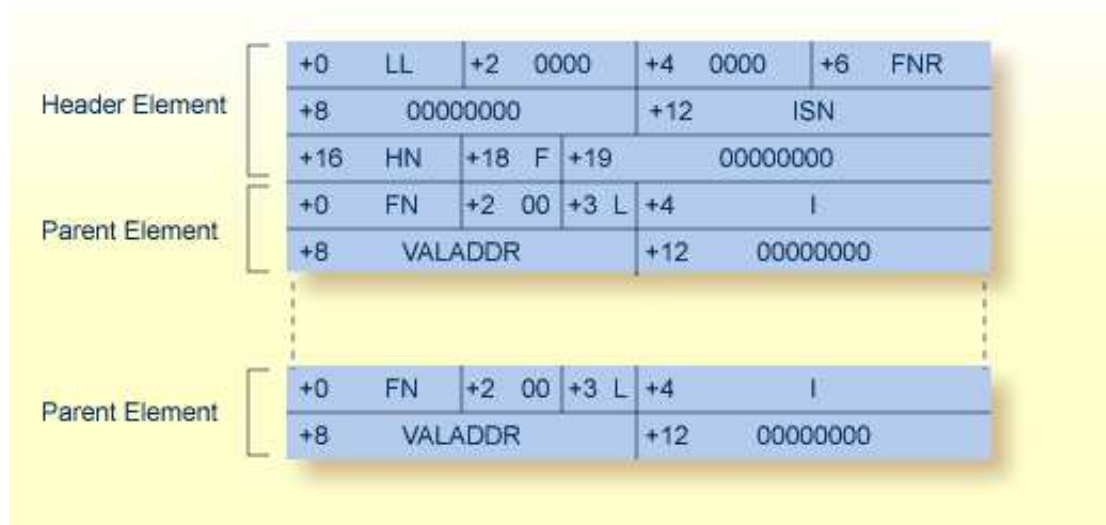 +0 LL +2 0000 +4 0000 +6 FNR
Header Element +8 00000000 +12 ISN
+16 HN +18 F +19 00000000
+0 FN +2 00 +3 L +4 I
Parent Element
+8 VALADDR +12 00000000
+0 FN +2 00 +3 L +4 I
Parent Element
+8 VALADDR +12 00000000